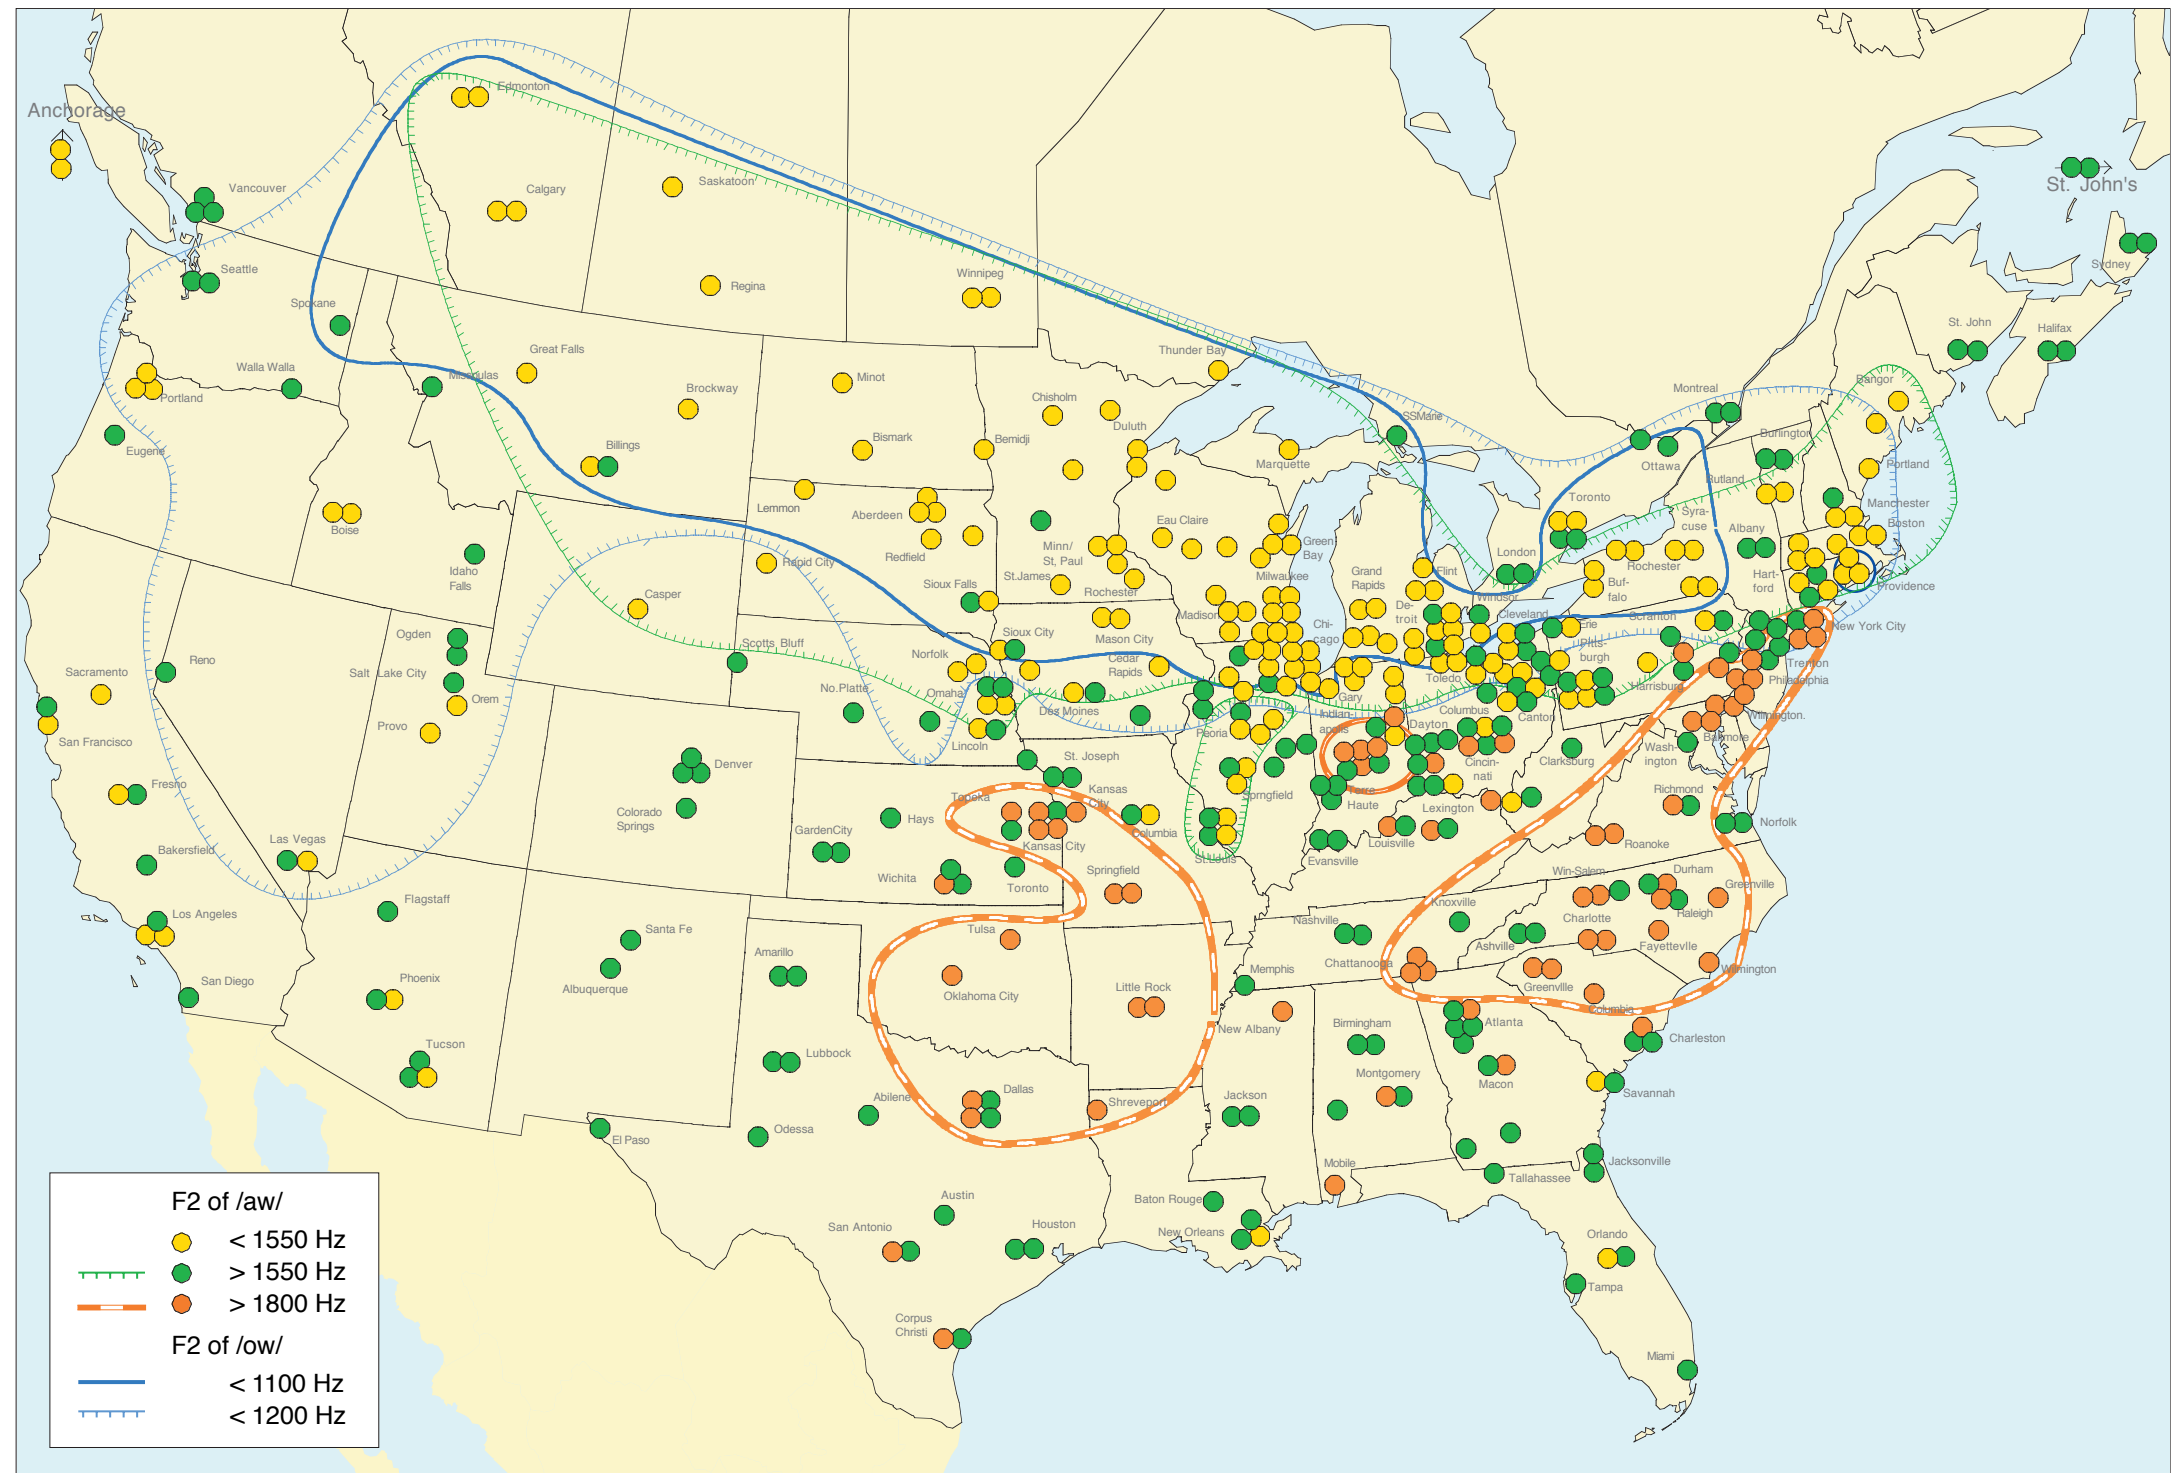 Anchorage
Edmonton
Vancouver
Calgary
Saskatoon
St. John's
Seattle
Regina
Winnipeg
Sydney
Spokane
St. John
Halifax
Great Falls
Thunder Bay
Walla Walla
Missoulas
Brockway
Minot
Montreal
Bangor
Portland
Chisholm
Duluth
SSMarie
Eugene
Billings
Bismark
Bemidji
Marquette
Burlington
Ottawa
Portland
Rutland
Boise
Lemmon
Aberdeen
Eau Claire
Toronto
Syra-
cuse
Manchester
Boston
Albany
Idaho
Falls
Rapid City
Redfield
Minn/
St, Paul
Green
Bay
Grand
Rapids
Flint
London
Rochester
Hart-
ford
Providence
Casper
Sioux Falls
St.James
Rochester
Milwaukee
Madison
De-
troit
Windsor
Cleveland
Buf-
falo
Erie
Scranton
New York City
Ogden
Scotts Bluff
Sioux City
Mason City
Chi-
cago
Pitts-
burgh
Salt Lake City
Norfolk
Cedar
Rapids
Toledo
Trenton
Philadelphia
Sacramento
Reno
Orem
No.Platte
Omaha
Des Moines
Gary
Harrisburg
Provo
Lincoln
Peoria
Indian-
apolis
Dayton
Columbus
Canton
Wilmington.
San Francisco
Denver
St. Joseph
Cincin-
nati
Clarksburg
Wash-
ington
Baltmore
Fresno
Colorado
Springs
Topeka
Kansas
City
Sprngfield
Terre
Haute
Lexington
Richmond
Hays
GardenCity
Kansas City
Columbia
St.Louis
Evansville
Louisville
Roanoke
Norfolk
Las Vegas
Bakersfield
Wichita
Toronto
Springfield
Win-Salem
Durham
Greenville
Flagstaff
Los Angeles
Santa Fe
Tulsa
Nashville
Knoxville
Charlotte
Raleigh
Ashville
Fayettevlle
Amarillo
Chattanooga
Memphis
San Diego
Phoenix
Albuquerque
Oklahoma City
Little Rock
Greenvlle
Wilmington
Columbia
New Albany
Birmingham
Atlanta
Charleston
Tucson
Lubbock
Dallas
Montgomery
Macon
Savannah
Abilene
Shreveport
Jackson
El Paso
Odessa
Mobile
Jacksonville
Tallahassee
Austin
Baton Rouge
San Antonio
Houston
New Orleans
Orlando
Tampa
Corpus
Christi
Miami
F2 of /aw/
< 1550 Hz
> 1550 Hz
> 1800 Hz
F2 of /ow/
< 1100 Hz
< 1200 Hz